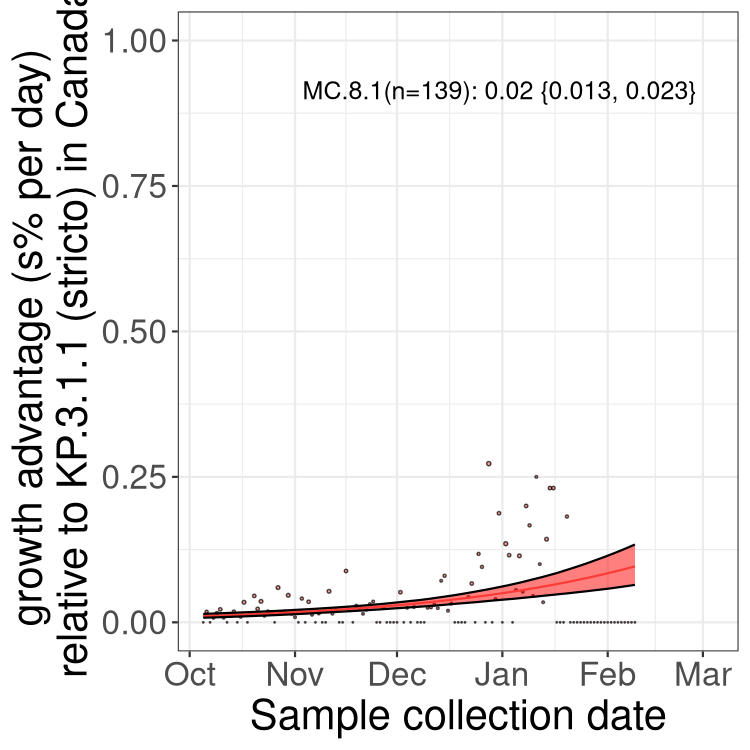 growth advantage (s% per day)
relative to KP.3.1.1 (stricto) in Canada
1.00
0.75
0.50
0.25
0.00
MC.8.1(n=139): 0.02 {0.013, 0.023}
Oct Nov Dec Jan Feb Mar
Sample collection date